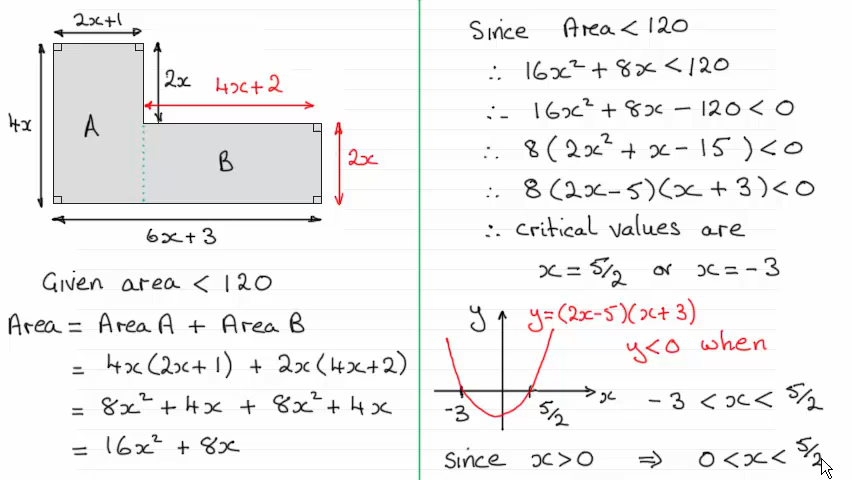 2x+1
2x
4x+2
4x
A
B
2x
6x+3
Given area < 120
Area = Area A + Area B
= 4x(2x+1) + 2x(4x+2)
= 8x² + 4x + 8x² + 4x
= 16x² + 8x
Since Area < 120
∴ 16x² + 8x < 120
∴ 16x² + 8x - 120 < 0
∴ 8(2x² + x - 15) < 0
∴ 8(2x-5)(x+3) < 0
∴ critical values are
x = 5/2 or x = -3
y
y=(2x-5)(x+3)
y<0 when
x
-3
5/2
-3 < x < 5/2
Since x>0 ⇒ 0 < x < 5/2